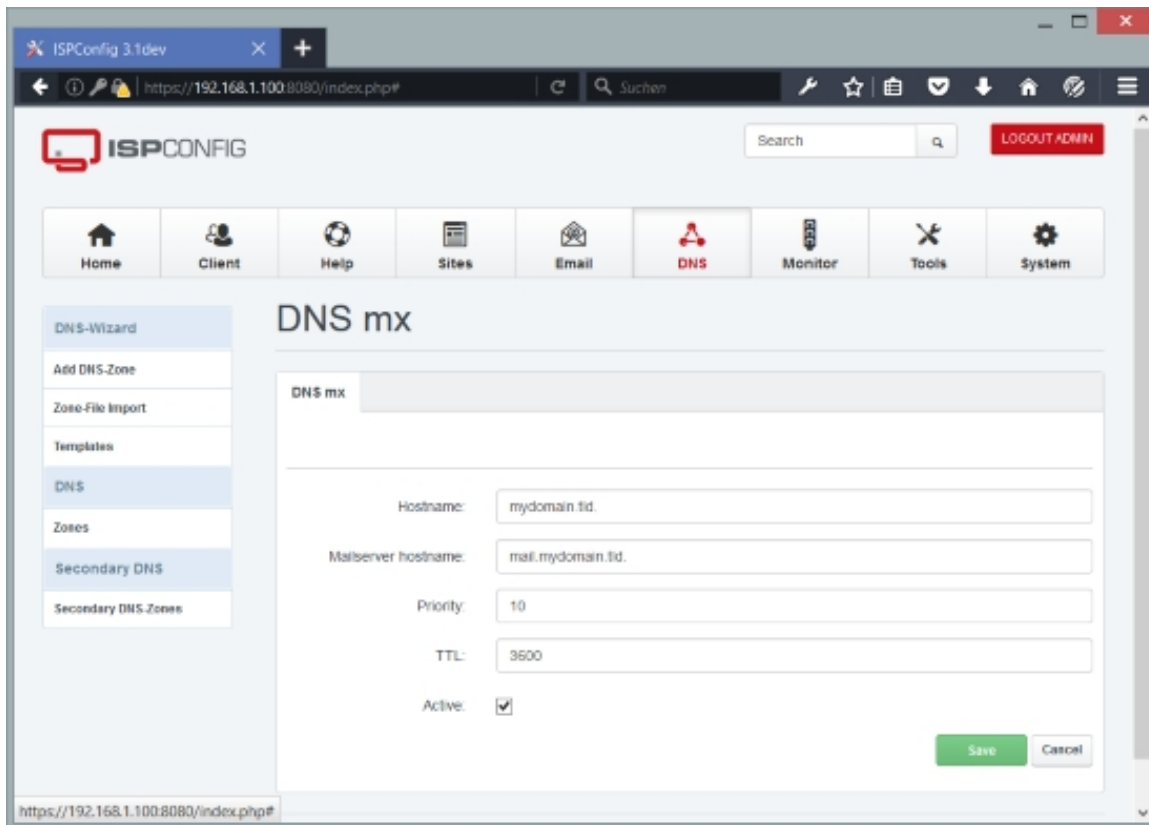 ISPConfig 3.1dev
https://192.168.1.100:8080/index.php#
Suchen
ISPCONFIG
Search
LOGOUT ADMIN
Home
Client
Help
Sites
Email
DNS
Monitor
Tools
System
DNS-Wizard
Add DNS-Zone
Zone-File Import
Templates
DNS
Zones
Secondary DNS
Secondary DNS-Zones
DNS mx
DNS mx
Hostname: mydomain.tld.
Mailserver hostname: mail.mydomain.tld.
Priority: 10
TTL: 3600
Active:
Save Cancel
https://192.168.1.100:8080/index.php#